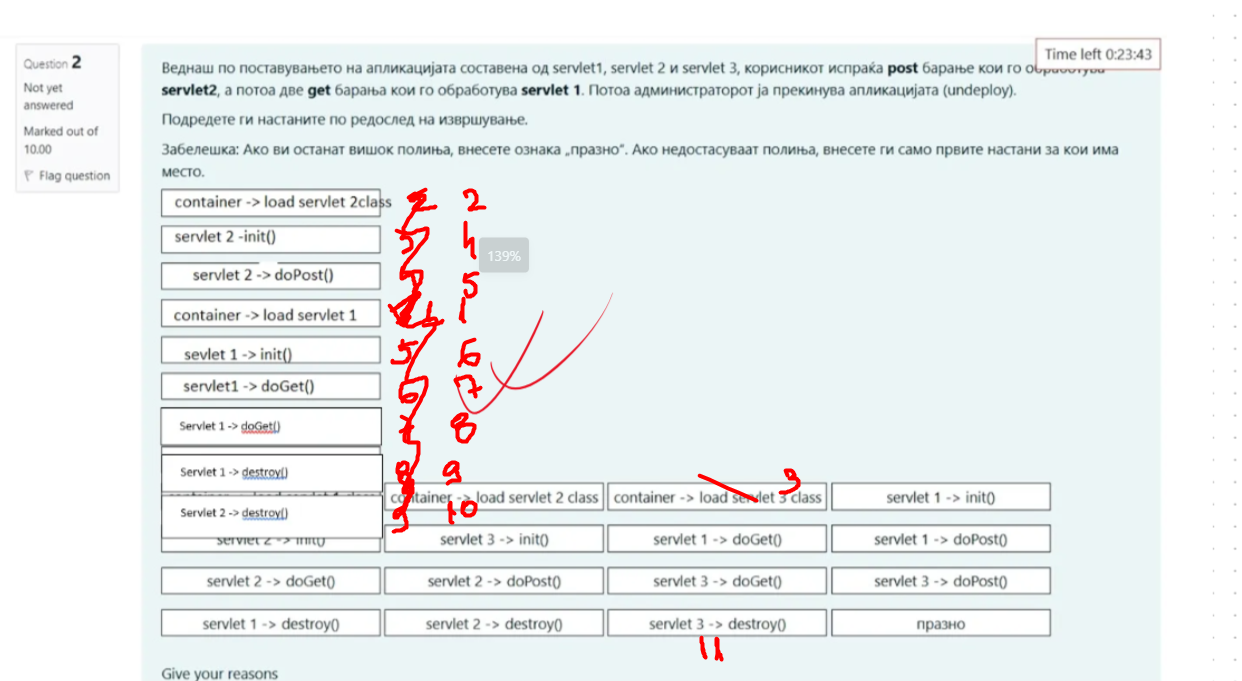 Question 2
Not yet
answered
Marked out of
10.00
Flag question
Time left 0:23:43
Веднаш по поставувањето на апликацијата составена од servlet1, servlet 2 и servlet 3, корисникот испраќа post барање кои го
servlet2, а потоа две get барања кои го обработува servlet 1. Потоа администраторот ја прекинува апликацијата (undeploy).
Подредете ги настаните по редослед на извршување.
Забелешка: Ако ви останат вишок полиња, внесете ознака „празно“. Ако недостасуваат полиња, внесете ги само првите настани за кои има
место.
container -> load servlet 2class 2 2
servlet 2 -init() 3 4
139%
servlet 2 -> doPost() 5
container -> load servlet 1 1
sevlet 1 -> init() 5 6
servlet1 -> doGet() 6 7
Servlet 1 -> doGet() 7 8
Servlet 1 -> destroy() 8 9
3
container -> load servlet 2 class container -> load servlet 3 class servlet 1 -> init()
Servlet 2 -> destroy() 9 10
servlet 2 -> init() servlet 3 -> init() servlet 1 -> doGet() servlet 1 -> doPost()
servlet 2 -> doGet() servlet 2 -> doPost() servlet 3 -> doGet() servlet 3 -> doPost()
servlet 1 -> destroy() servlet 2 -> destroy() servlet 3 -> destroy() празно
11
Give your reasons